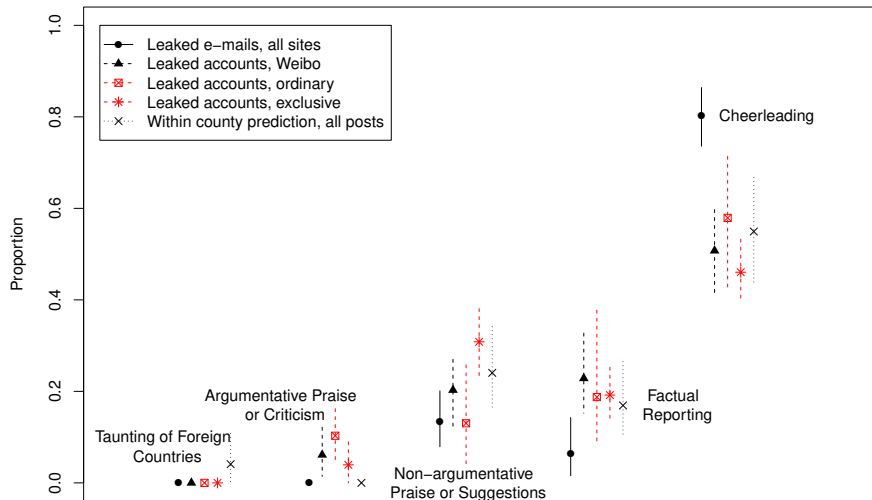 1.0
0.8
0.6
0.4
0.2
0.0
Proportion
Leaked e−mails, all sites
Leaked accounts, Weibo
Leaked accounts, ordinary
Leaked accounts, exclusive
Within county prediction, all posts
Cheerleading
Argumentative Praise
or Criticism
Factual
Reporting
Taunting of Foreign
Countries
Non−argumentative
Praise or Suggestions